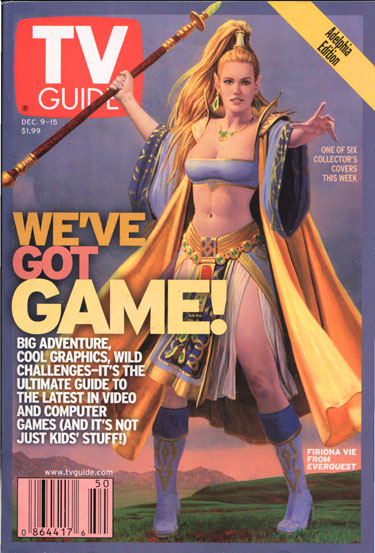 TV
GUIDE
®
DEC. 9–15
$1.99
Adelphia
Edition
ONE OF SIX
COLLECTOR'S
COVERS
THIS WEEK
WE'VE
GOT
GAME!
BIG ADVENTURE,
COOL GRAPHICS, WILD
CHALLENGES–IT'S THE
ULTIMATE GUIDE TO
THE LATEST IN VIDEO
AND COMPUTER
GAMES (AND IT'S NOT
JUST KIDS' STUFF!)
FIRIONA VIE
FROM
EVERQUEST
www.tvguide.com
50
0 864417 6